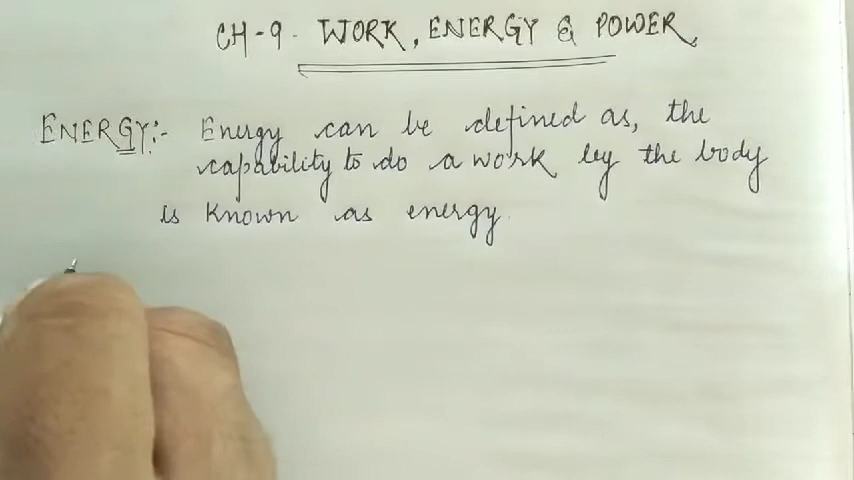 CH-9. WORK, ENERGY & POWER.
ENERGY:- Energy can be defined as, the
capability to do a work by the body
is known as energy.